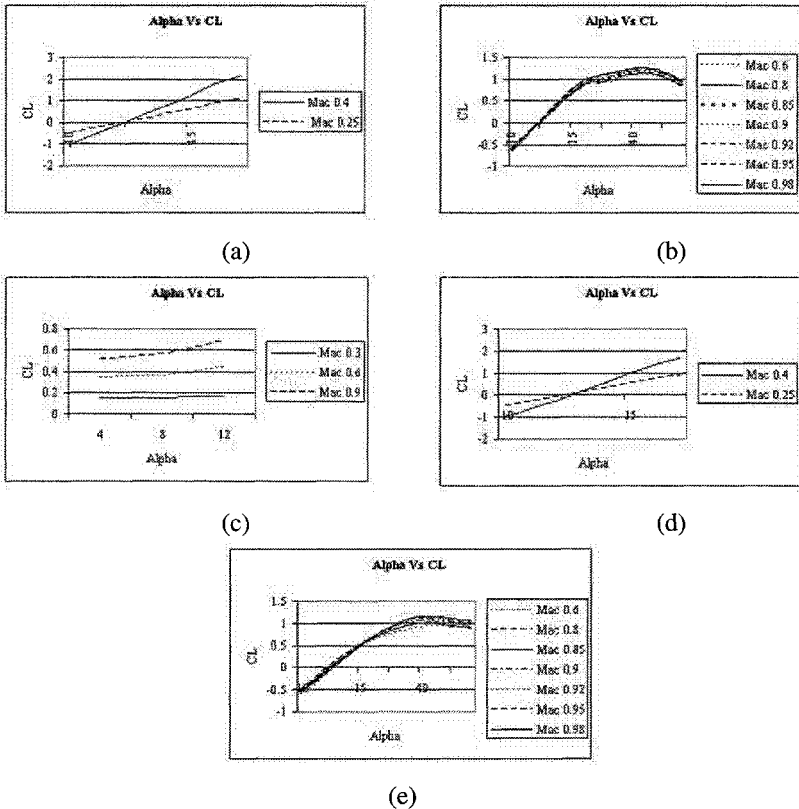 Alpha Vs CL
3
2
1
0
-1
-2
CL
10
15
Alpha
Mac 0.4
Mac 0.25
(a)
Alpha Vs CL
1.5
1
0.5
0
-0.5
-1
CL
10
15
40
Alpha
Mac 0.6
Mac 0.8
Mac 0.85
Mac 0.9
Mac 0.92
Mac 0.95
Mac 0.98
(b)
Alpha Vs CL
0.8
0.6
0.4
0.2
0
CL
4 8 12
Alpha
Mac 0.3
Mac 0.6
Mac 0.9
(c)
Alpha Vs CL
3
2
1
0
-1
-2
CL
10
15
Alpha
Mac 0.4
Mac 0.25
(d)
Alpha Vs CL
1.5
1
0.5
0
-0.5
-1
CL
15
40
Alpha
Mac 0.6
Mac 0.8
Mac 0.85
Mac 0.9
Mac 0.92
Mac 0.95
Mac 0.98
(e)